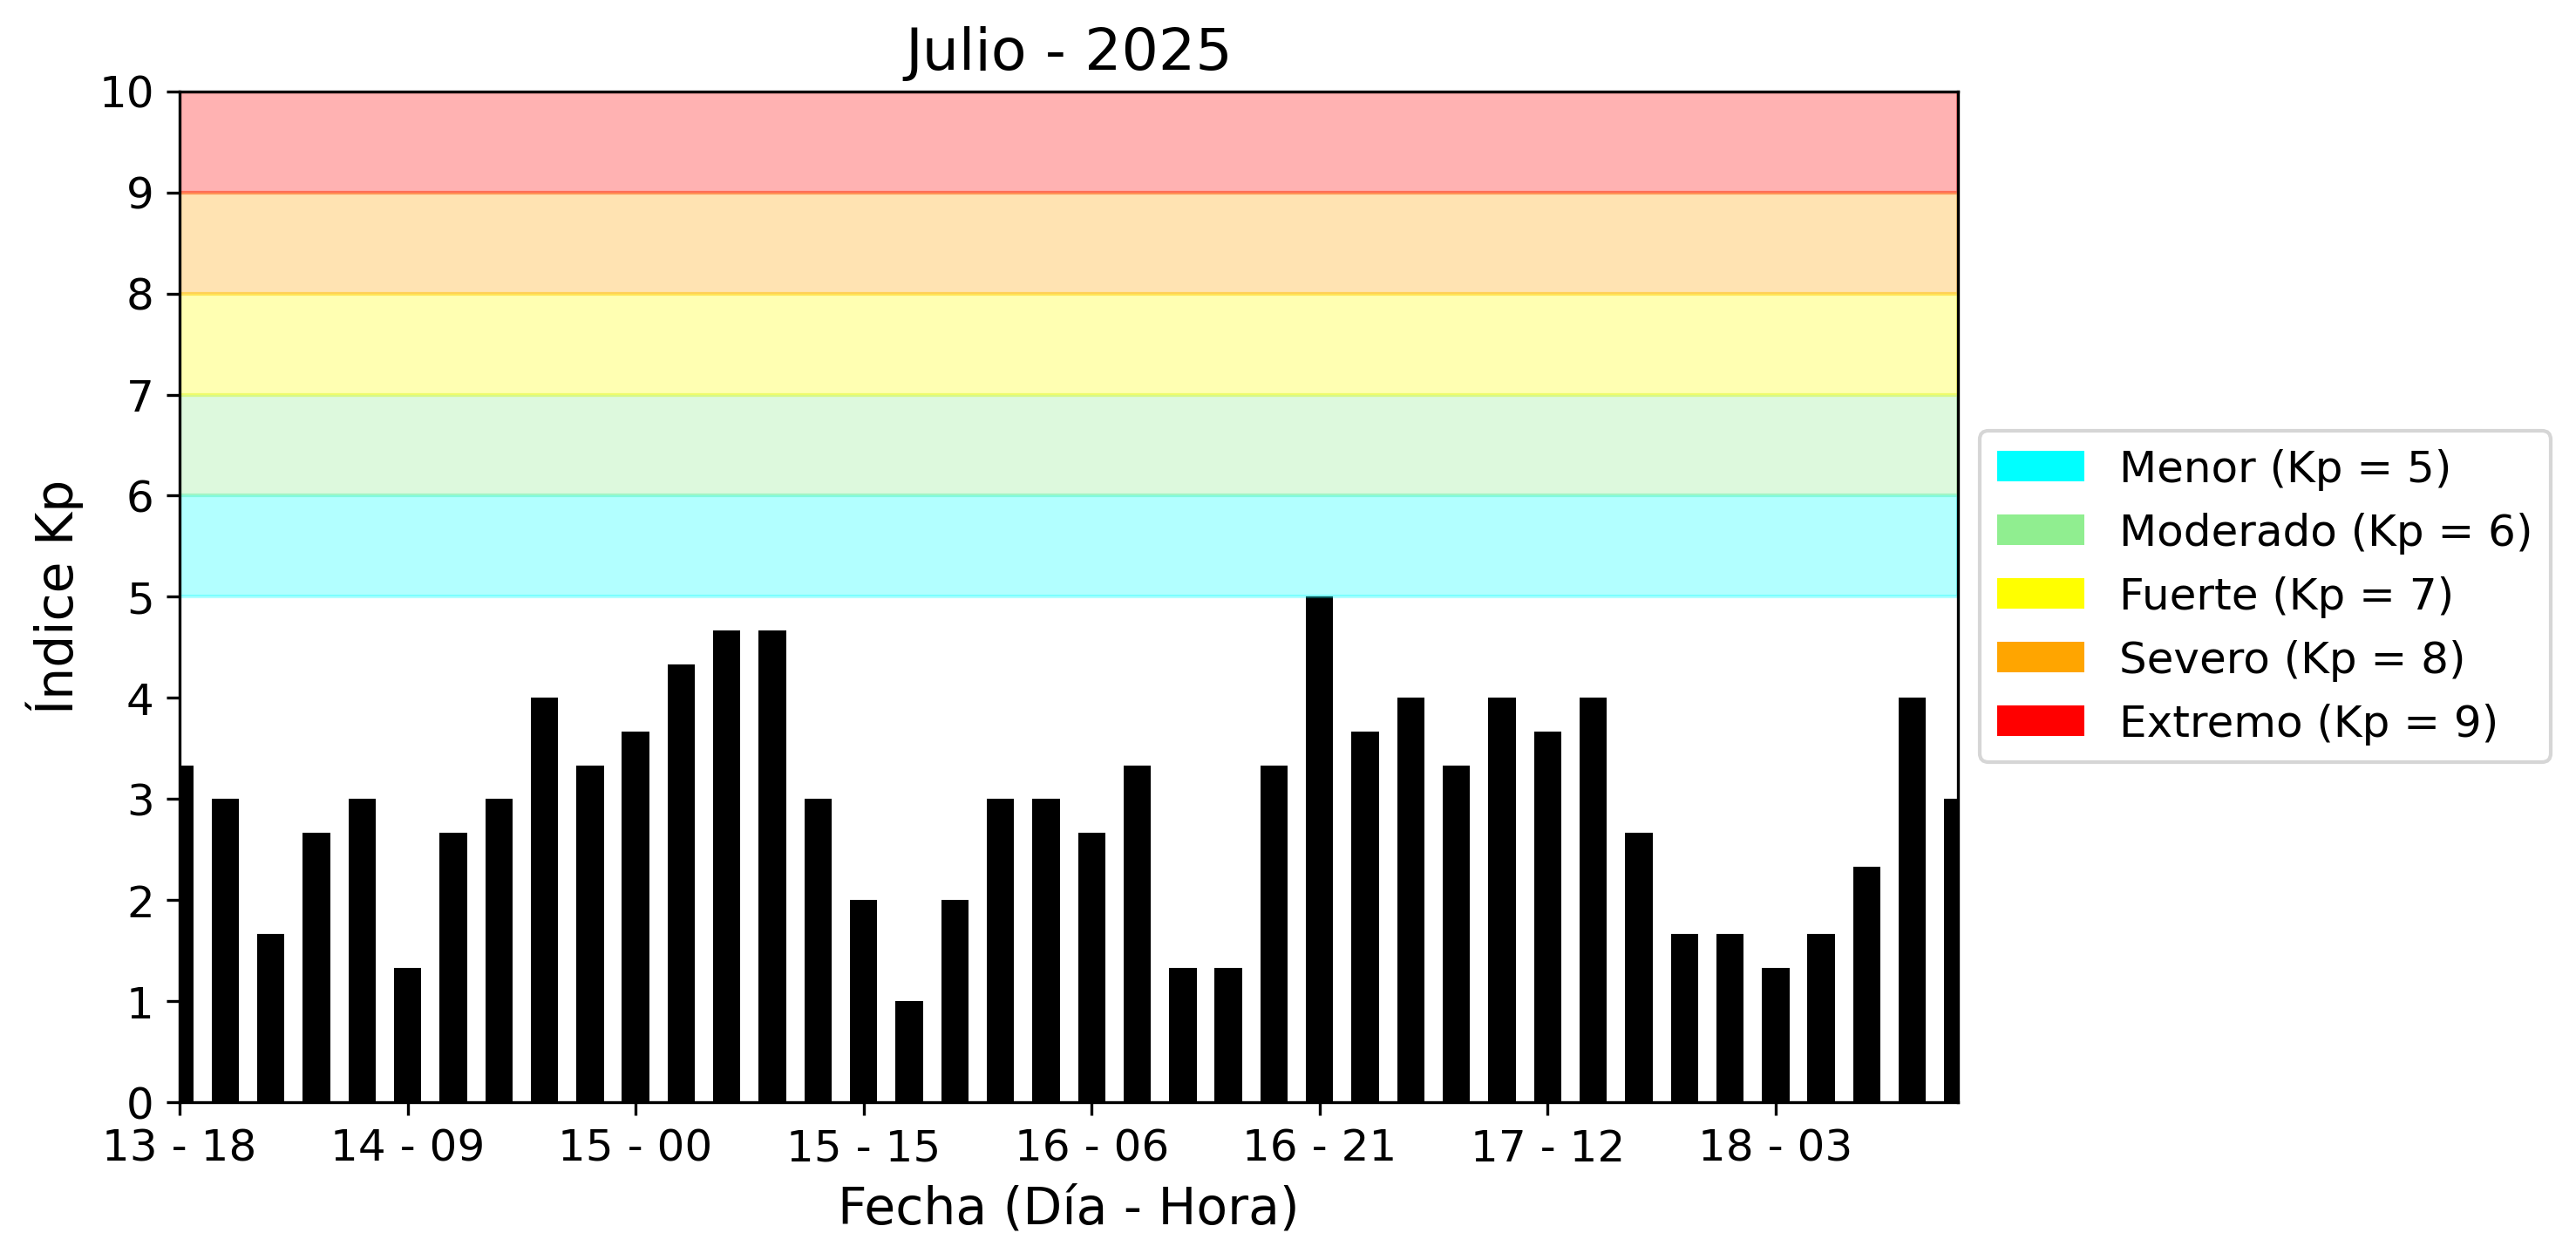 Julio - 2025
10
9
8
7
6
5
4
3
2
1
0
Índice Kp
13 - 18
14 - 09
15 - 00
15 - 15
16 - 06
16 - 21
17 - 12
18 - 03
Fecha (Día - Hora)
Menor (Kp = 5)
Moderado (Kp = 6)
Fuerte (Kp = 7)
Severo (Kp = 8)
Extremo (Kp = 9)